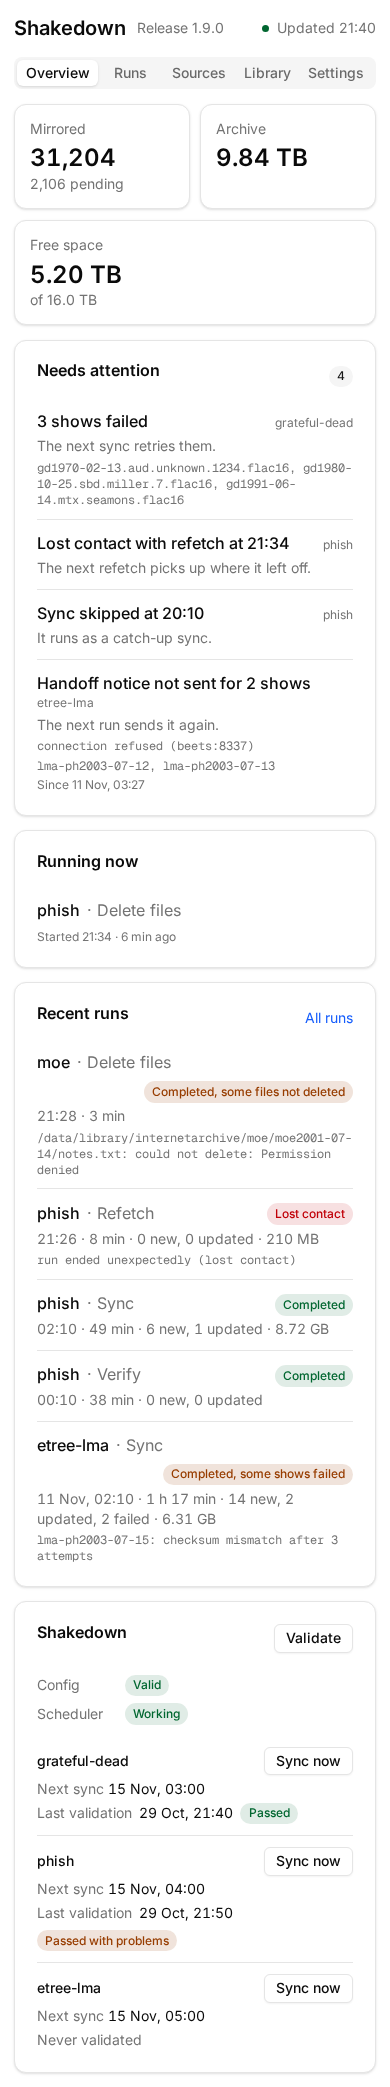 Shakedown Release 1.9.0 Updated 21:40
Overview Runs Sources Library Settings
Mirrored
31,204
2,106 pending
Archive
9.84 TB
Free space
5.20 TB
of 16.0 TB
Needs attention 4
3 shows failed grateful-dead
The next sync retries them.
gd1970-02-13.aud.unknown.1234.flac16, gd1980-
10-25.sbd.miller.7.flac16, gd1991-06-
14.mtx.seamons.flac16
Lost contact with refetch at 21:34 phish
The next refetch picks up where it left off.
Sync skipped at 20:10 phish
It runs as a catch-up sync.
Handoff notice not sent for 2 shows
etree-lma
The next run sends it again.
connection refused (beets:8337)
lma-ph2003-07-12, lma-ph2003-07-13
Since 11 Nov, 03:27
Running now
phish · Delete files
Started 21:34 · 6 min ago
Recent runs All runs
moe · Delete files
Completed, some files not deleted
21:28 · 3 min
/data/library/internetarchive/moe/moe2001-07-
14/notes.txt: could not delete: Permission
denied
phish · Refetch Lost contact
21:26 · 8 min · 0 new, 0 updated · 210 MB
run ended unexpectedly (lost contact)
phish · Sync Completed
02:10 · 49 min · 6 new, 1 updated · 8.72 GB
phish · Verify Completed
00:10 · 38 min · 0 new, 0 updated
etree-lma · Sync
Completed, some shows failed
11 Nov, 02:10 · 1 h 17 min · 14 new, 2
updated, 2 failed · 6.31 GB
lma-ph2003-07-15: checksum mismatch after 3
attempts
Shakedown Validate
Config Valid
Scheduler Working
grateful-dead Sync now
Next sync 15 Nov, 03:00
Last validation 29 Oct, 21:40 Passed
phish Sync now
Next sync 15 Nov, 04:00
Last validation 29 Oct, 21:50
Passed with problems
etree-lma Sync now
Next sync 15 Nov, 05:00
Never validated